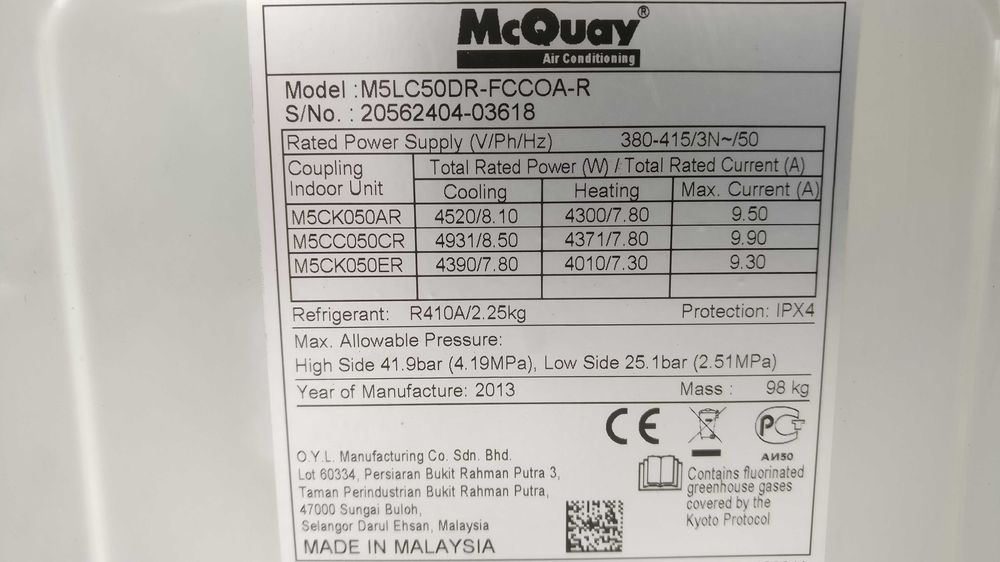 McQuay®
Air Conditioning
Model : M5LC50DR-FCCOA-R
S/No. : 20562404-03618
Rated Power Supply (V/Ph/Hz) 380-415/3N~/50
Coupling Indoor Unit Total Rated Power (W) / Total Rated Current (A)
Cooling Heating Max. Current (A)
M5CK050AR 4520/8.10 4300/7.80 9.50
M5CC050CR 4931/8.50 4371/7.80 9.90
M5CK050ER 4390/7.80 4010/7.30 9.30
Refrigerant: R410A/2.25kg Protection: IPX4
Max. Allowable Pressure:
High Side 41.9bar (4.19MPa), Low Side 25.1bar (2.51MPa)
Year of Manufacture: 2013 Mass : 98 kg
CE
PCT
АИ50
O.Y.L. Manufacturing Co. Sdn. Bhd.
Lot 60334, Persiaran Bukit Rahman Putra 3,
Taman Perindustrian Bukit Rahman Putra,
47000 Sungai Buloh,
Selangor Darul Ehsan, Malaysia
MADE IN MALAYSIA
Contains fluorinated
greenhouse gases
covered by the
Kyoto Protocol